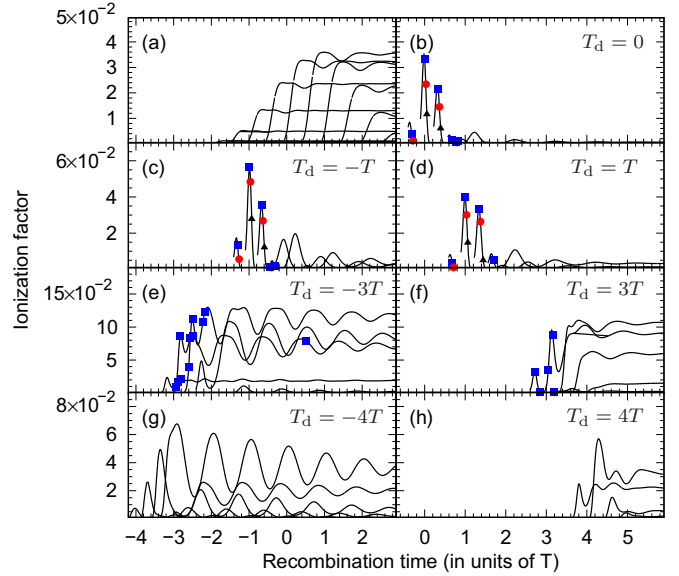 5×10⁻²
(a)
(b)
T_d = 0
4
3
2
1
6×10⁻²
(c)
T_d = −T
(d)
T_d = T
4
2
Ionization factor
(e)
T_d = −3T
(f)
T_d = 3T
15×10⁻²
10
5
8×10⁻²
(g)
T_d = −4T
(h)
T_d = 4T
6
4
2
−4 −3 −2 −1 0 1 2 0 1 2 3 4 5
Recombination time (in units of T)